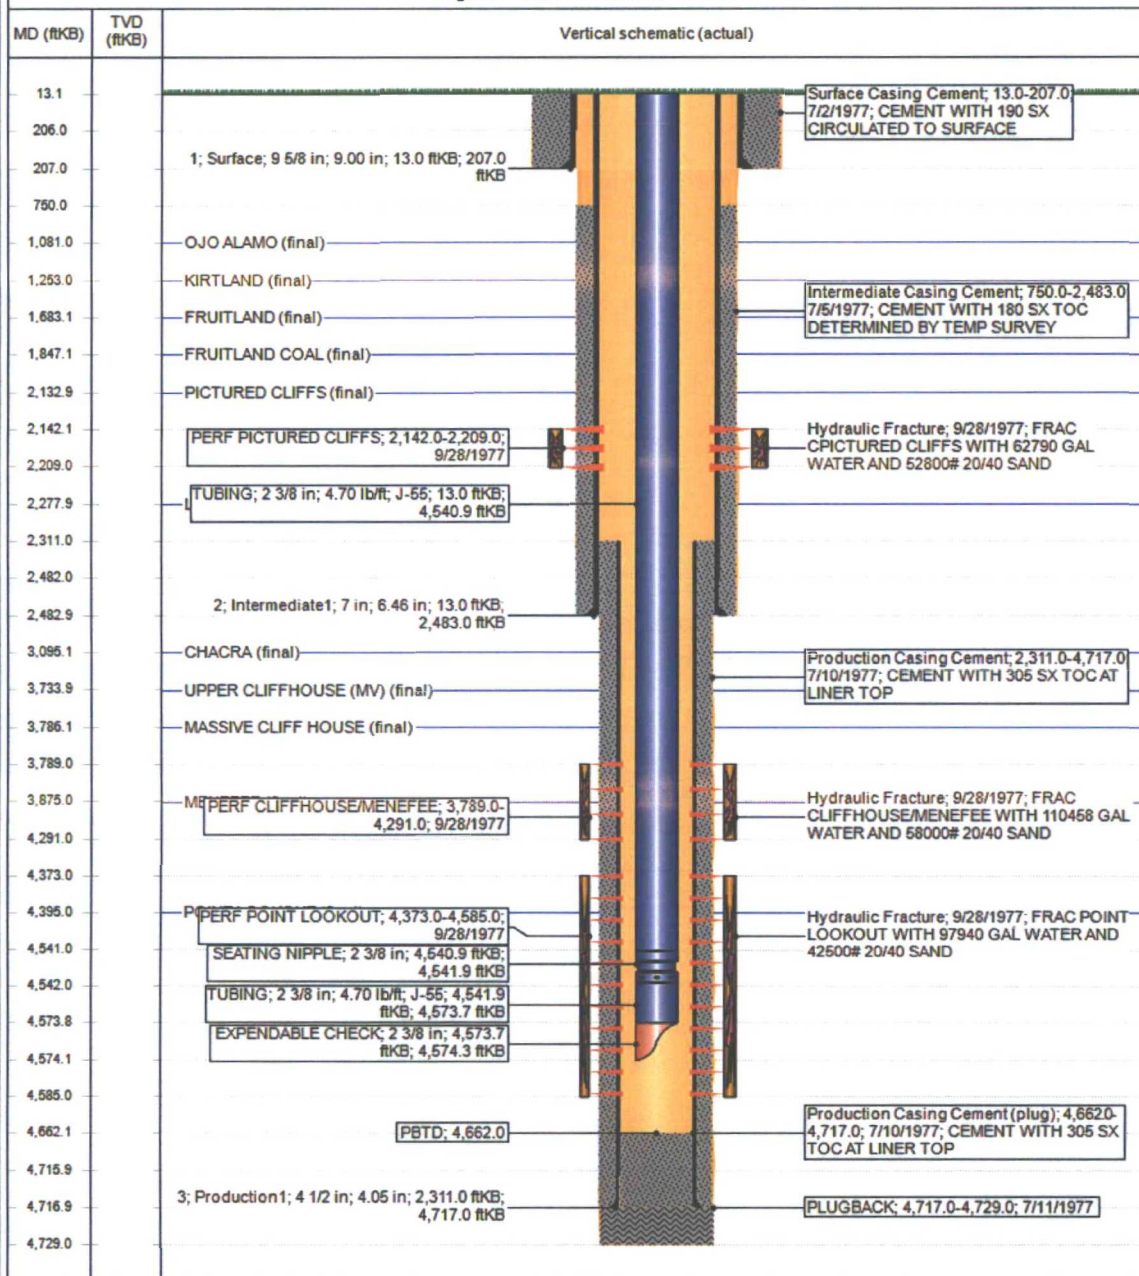 MD (ftKB)
TVD
(ftKB)
Vertical schematic (actual)
13.1
206.0
207.0
750.0
1,081.0
1,253.0
1,683.1
1,847.1
2,132.9
2,142.1
2,209.0
2,277.9
2,311.0
2,482.0
2,482.9
3,095.1
3,733.9
3,786.1
3,789.0
3,875.0
4,291.0
4,373.0
4,395.0
4,541.0
4,542.0
4,573.8
4,574.1
4,585.0
4,662.1
4,715.9
4,716.9
4,729.0
Surface Casing Cement; 13.0-207.0;
7/2/1977; CEMENT WITH 190 SX
CIRCULATED TO SURFACE
1; Surface; 9 5/8 in; 9.00 in; 13.0 ftKB; 207.0
ftKB
OJO ALAMO (final)
KIRTLAND (final)
Intermediate Casing Cement; 750.0-2,483.0;
7/5/1977; CEMENT WITH 180 SX TOC
DETERMINED BY TEMP SURVEY
FRUITLAND (final)
FRUITLAND COAL (final)
PICTURED CLIFFS (final)
PERF PICTURED CLIFFS; 2,142.0-2,209.0;
9/28/1977
Hydraulic Fracture; 9/28/1977; FRAC
CPICTURED CLIFFS WITH 62790 GAL
WATER AND 52800# 20/40 SAND
TUBING; 2 3/8 in; 4.70 lb/ft; J-55; 13.0 ftKB;
4,540.9 ftKB
2; Intermediate1; 7 in; 6.46 in; 13.0 ftKB;
2,483.0 ftKB
CHACRA (final)
Production Casing Cement; 2,311.0-4,717.0;
7/10/1977; CEMENT WITH 305 SX TOC AT
LINER TOP
UPPER CLIFFHOUSE (MV) (final)
MASSIVE CLIFF HOUSE (final)
PERF CLIFFHOUSE/MENEFEE; 3,789.0-
4,291.0; 9/28/1977
Hydraulic Fracture; 9/28/1977; FRAC
CLIFFHOUSE/MENEFEE WITH 110458 GAL
WATER AND 58000# 20/40 SAND
PERF POINT LOOKOUT; 4,373.0-4,585.0;
9/28/1977
Hydraulic Fracture; 9/28/1977; FRAC POINT
LOOKOUT WITH 97940 GAL WATER AND
42500# 20/40 SAND
SEATING NIPPLE; 2 3/8 in; 4,540.9 ftKB;
4,541.9 ftKB
TUBING; 2 3/8 in; 4.70 lb/ft; J-55; 4,541.9
ftKB; 4,573.7 ftKB
EXPENDABLE CHECK; 2 3/8 in; 4,573.7
ftKB; 4,574.3 ftKB
PBTD; 4,662.0
Production Casing Cement (plug); 4,662.0-
4,717.0; 7/10/1977; CEMENT WITH 305 SX
TOC AT LINER TOP
3; Production1; 4 1/2 in; 4.05 in; 2,311.0 ftKB;
4,717.0 ftKB
PLUGBACK; 4,717.0-4,729.0; 7/11/1977